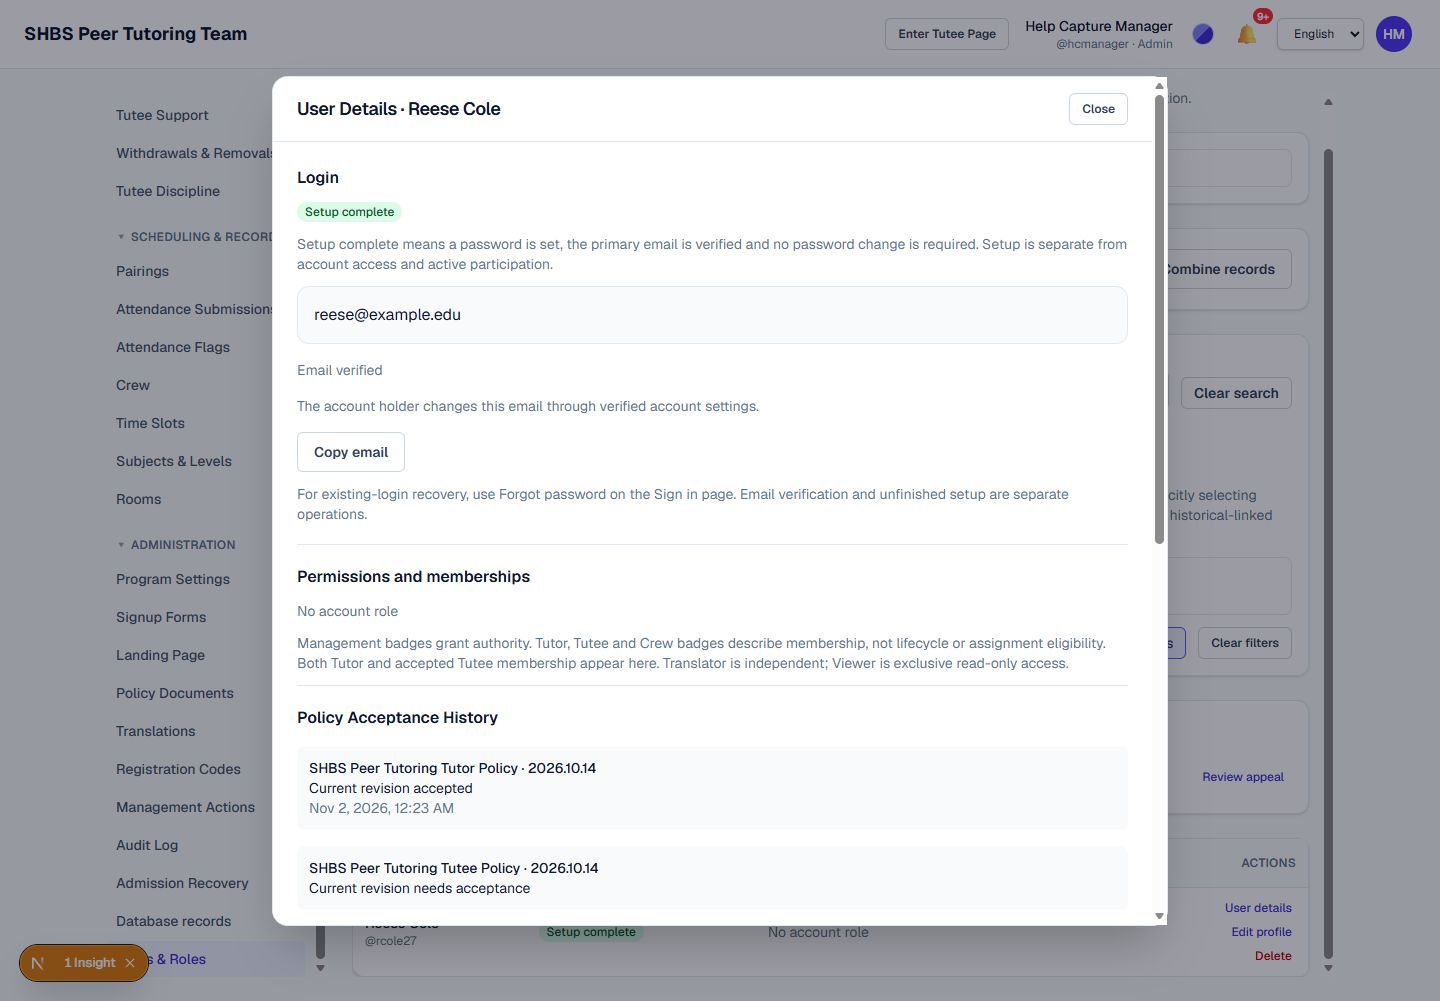 SHBS Peer Tutoring Team
Enter Tutee Page
Help Capture Manager
@hcmanager · Admin
9+
English
HM
Tutee Support
Withdrawals & Removals
Tutee Discipline
SCHEDULING & RECORD
Pairings
Attendance Submissions
Attendance Flags
Crew
Time Slots
Subjects & Levels
Rooms
ADMINISTRATION
Program Settings
Signup Forms
Landing Page
Policy Documents
Translations
Registration Codes
Management Actions
Audit Log
Admission Recovery
Database records
s & Roles
N 1 Insight ×
User Details · Reese Cole
Close
Login
Setup complete
Setup complete means a password is set, the primary email is verified and no password change is required. Setup is separate from
account access and active participation.
reese@example.edu
Email verified
The account holder changes this email through verified account settings.
Copy email
For existing-login recovery, use Forgot password on the Sign in page. Email verification and unfinished setup are separate
operations.
Permissions and memberships
No account role
Management badges grant authority. Tutor, Tutee and Crew badges describe membership, not lifecycle or assignment eligibility.
Both Tutor and accepted Tutee membership appear here. Translator is independent; Viewer is exclusive read-only access.
Policy Acceptance History
SHBS Peer Tutoring Tutor Policy · 2026.10.14
Current revision accepted
Nov 2, 2026, 12:23 AM
SHBS Peer Tutoring Tutee Policy · 2026.10.14
Current revision needs acceptance
Combine records
Clear search
citly selecting
historical-linked
Clear filters
Review appeal
ACTIONS
@rcole27
Setup complete
No account role
User details
Edit profile
Delete